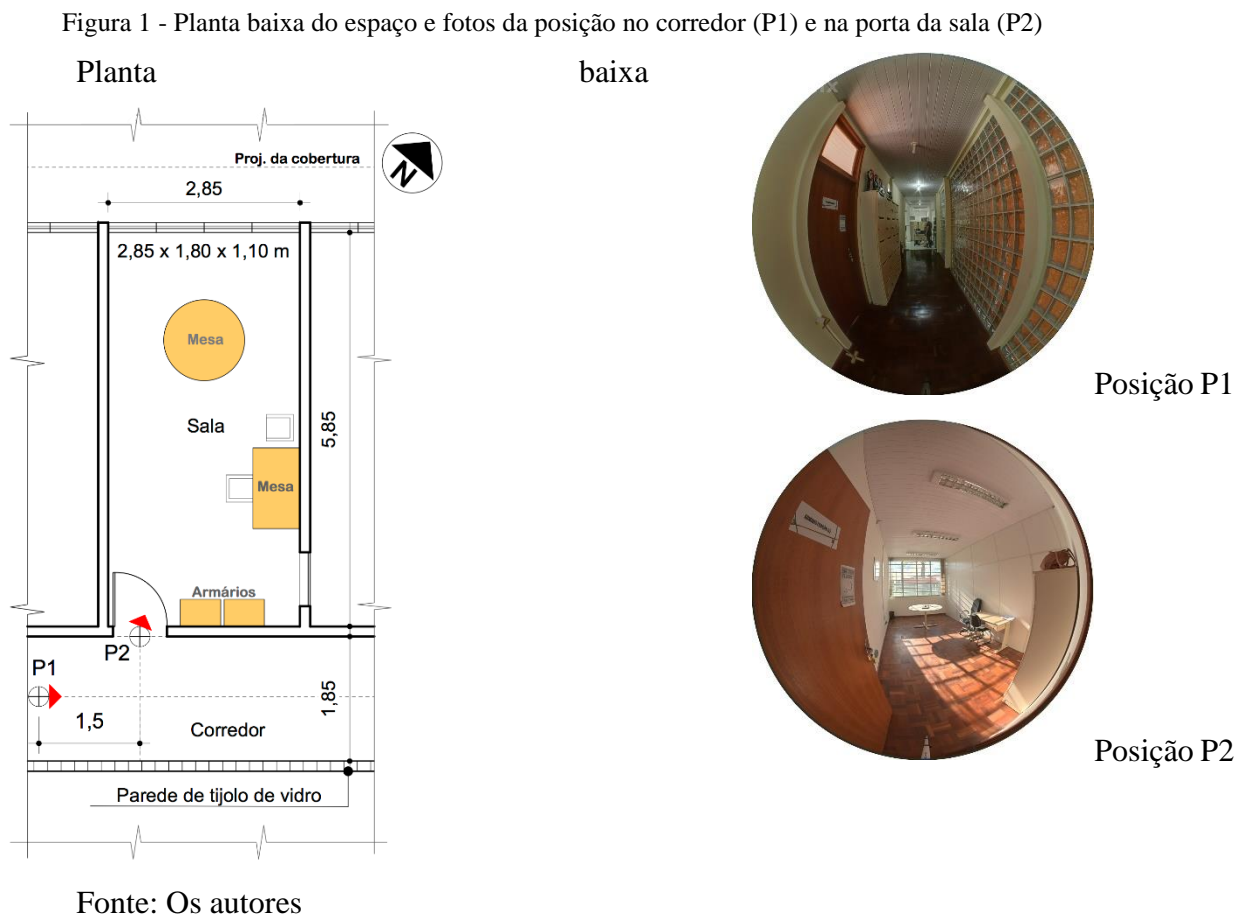 Figura 1 - Planta baixa do espaço e fotos da posição no corredor (P1) e na porta da sala (P2)
Planta baixa
Proj. da cobertura
N
2,85
2,85 x 1,80 x 1,10 m
Mesa
Sala
5,85
Mesa
Armários
P2
P1
1,85
1,5
Corredor
Parede de tijolo de vidro
Posição P1
Posição P2
Fonte: Os autores